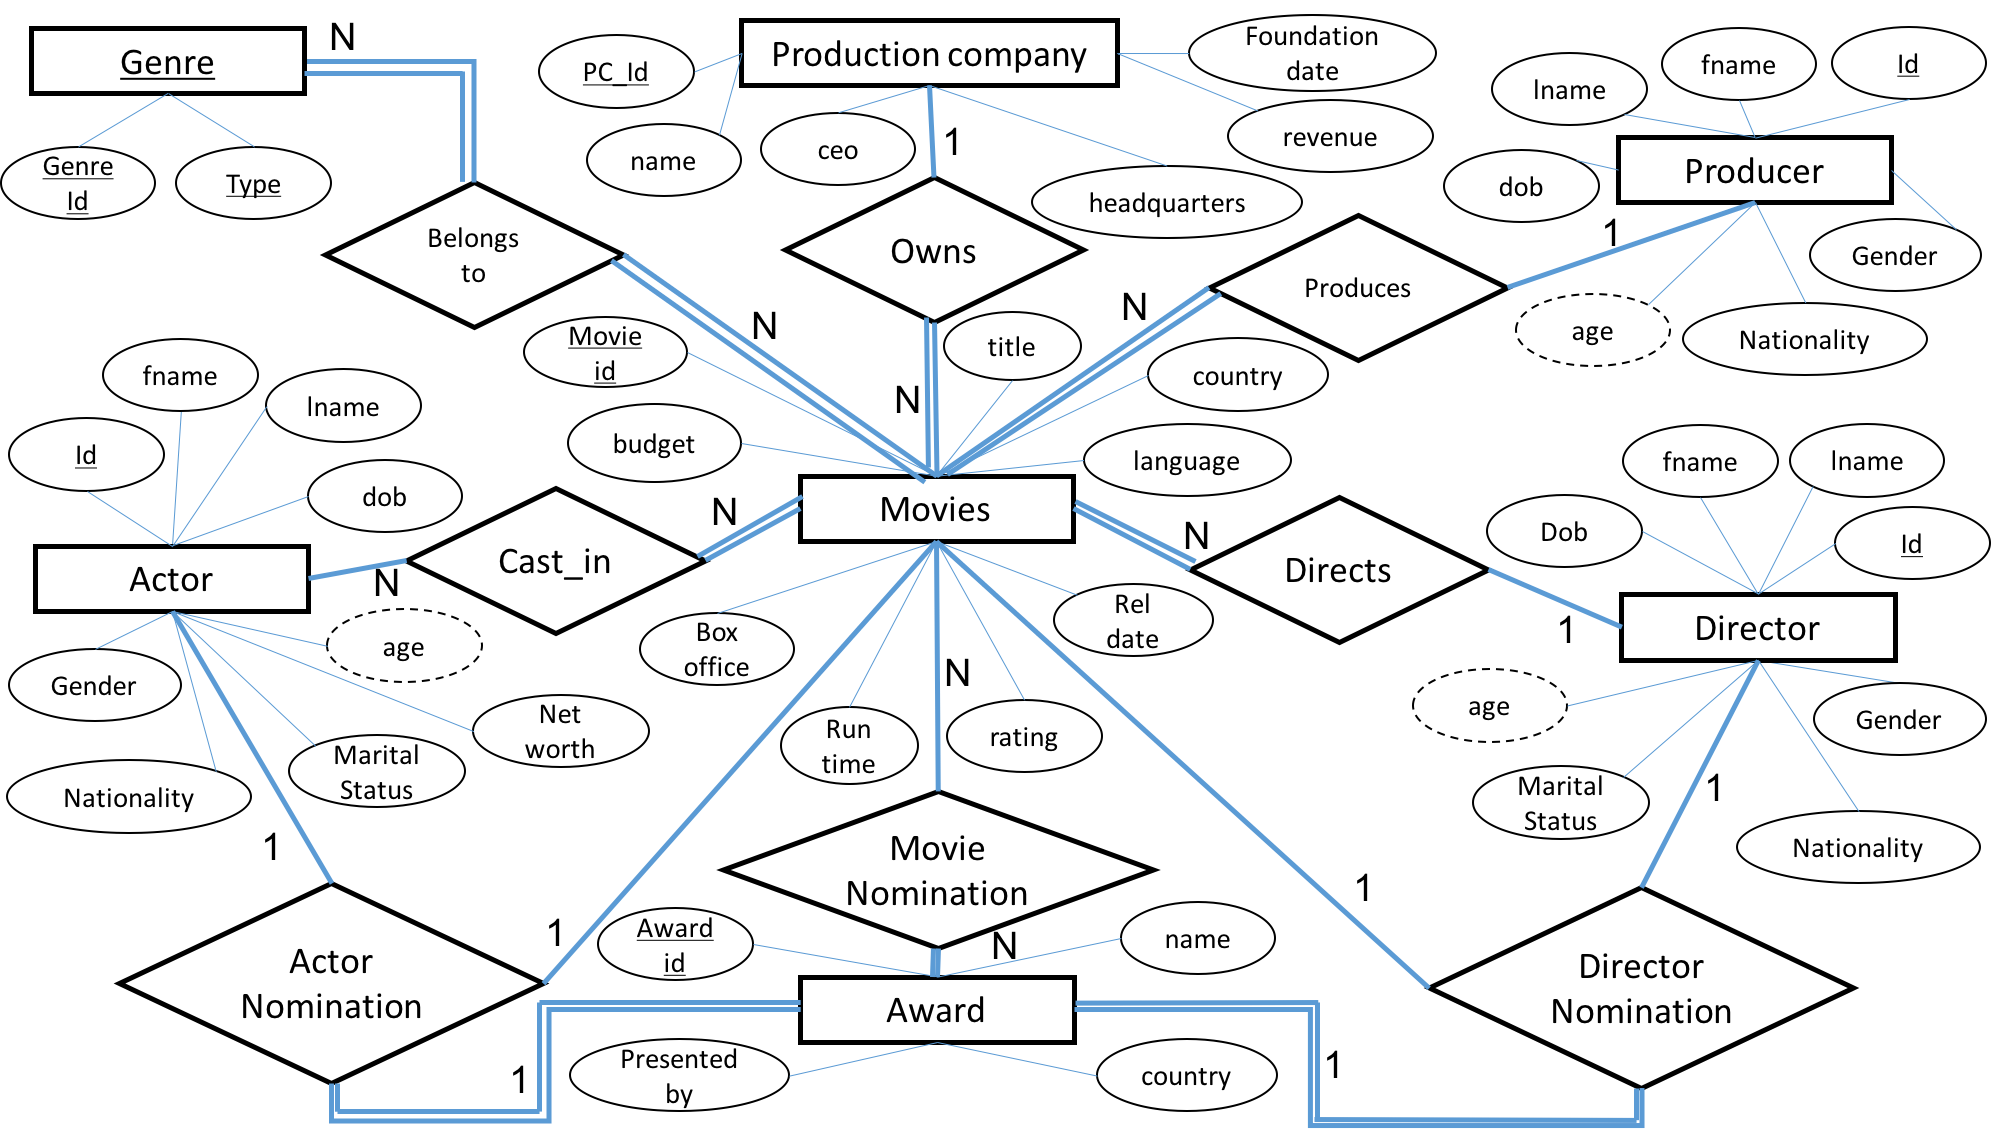 Genre
N
Genre
Id
Type
Production company
PC_Id
name
ceo
1
headquarters
Foundation
date
revenue
lname
fname
Id
Producer
dob
Gender
age
Nationality
1
Belongs
to
N
Owns
N
Produces
N
Movie
id
title
country
budget
language
Movies
fname
lname
Id
dob
Actor
N
Cast_in
N
age
Gender
Nationality
Marital
Status
Net
worth
N
Directs
1
fname
lname
Dob
Id
Director
age
Gender
Marital
Status
Nationality
Box
office
Run
time
N
rating
Rel
date
1
1
1
1
Movie
Nomination
Actor
Nomination
Director
Nomination
Award
id
N
name
Award
Presented
by
country
1
1